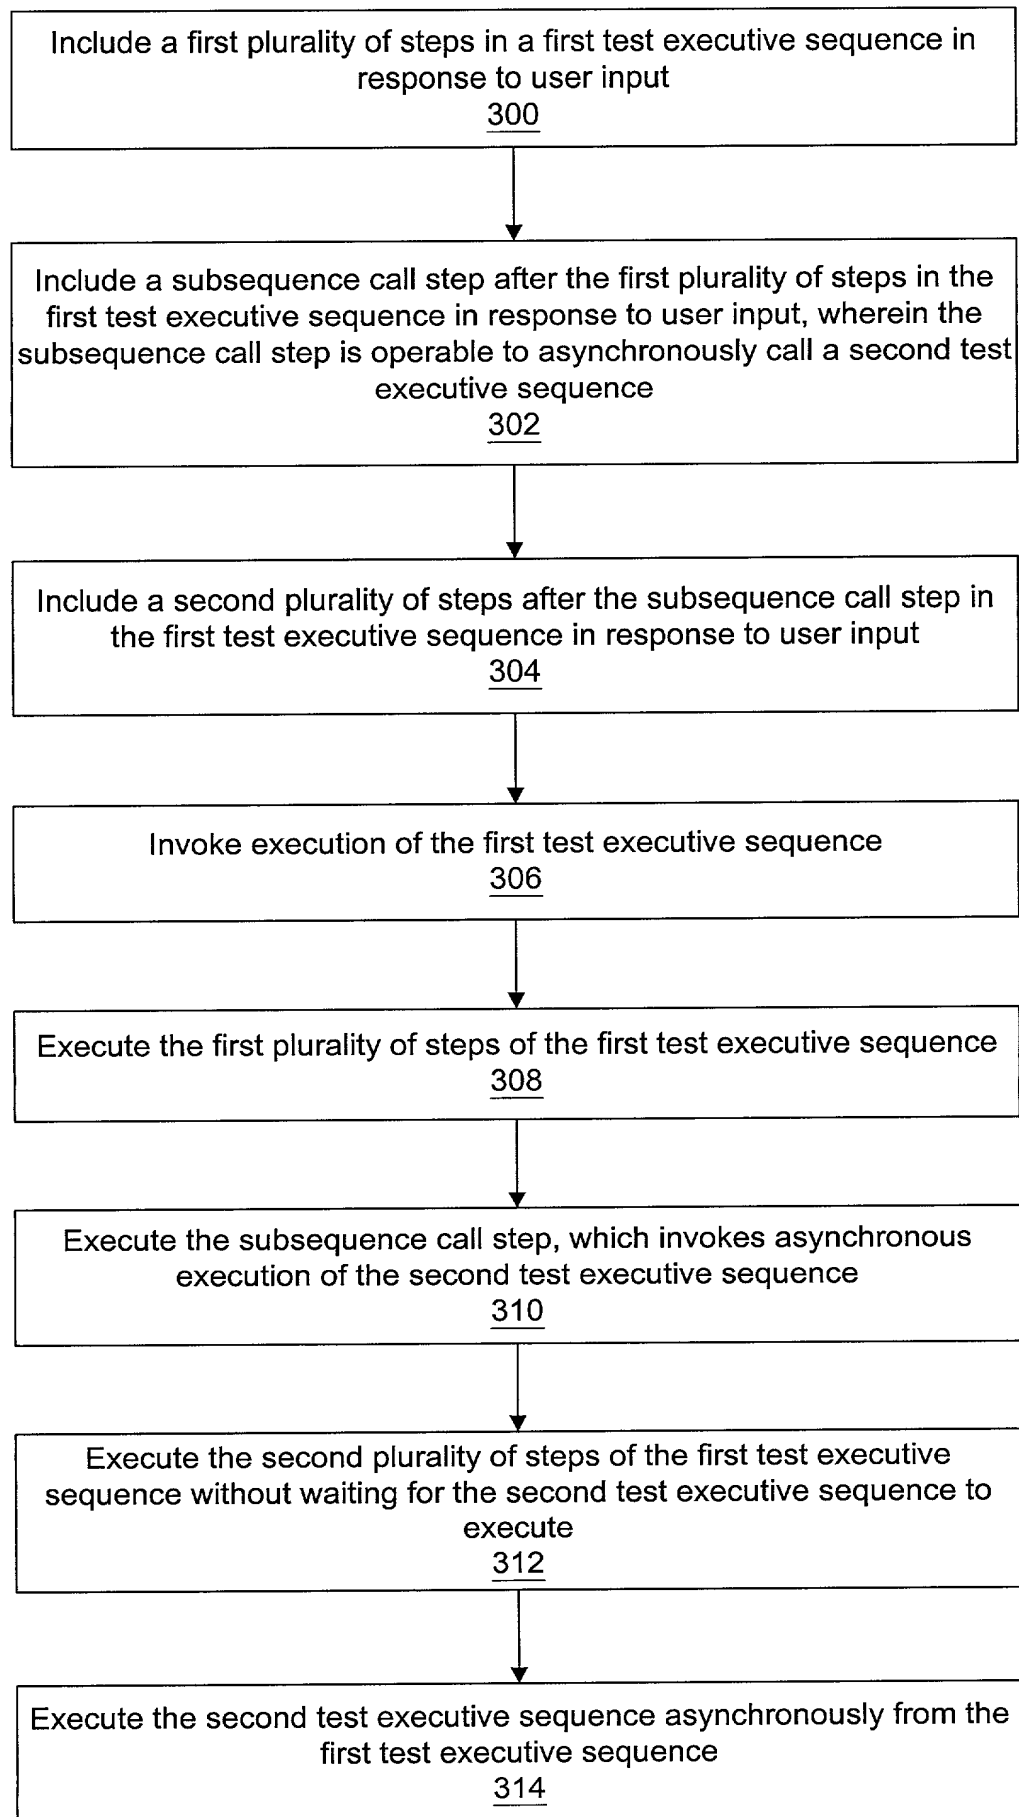 Include a first plurality of steps in a first test executive sequence in
response to user input
300
Include a subsequence call step after the first plurality of steps in the
first test executive sequence in response to user input, wherein the
subsequence call step is operable to asynchronously call a second test
executive sequence
302
Include a second plurality of steps after the subsequence call step in
the first test executive sequence in response to user input
304
Invoke execution of the first test executive sequence
306
Execute the first plurality of steps of the first test executive sequence
308
Execute the subsequence call step, which invokes asynchronous
execution of the second test executive sequence
310
Execute the second plurality of steps of the first test executive
sequence without waiting for the second test executive sequence to
execute
312
Execute the second test executive sequence asynchronously from the
first test executive sequence
314